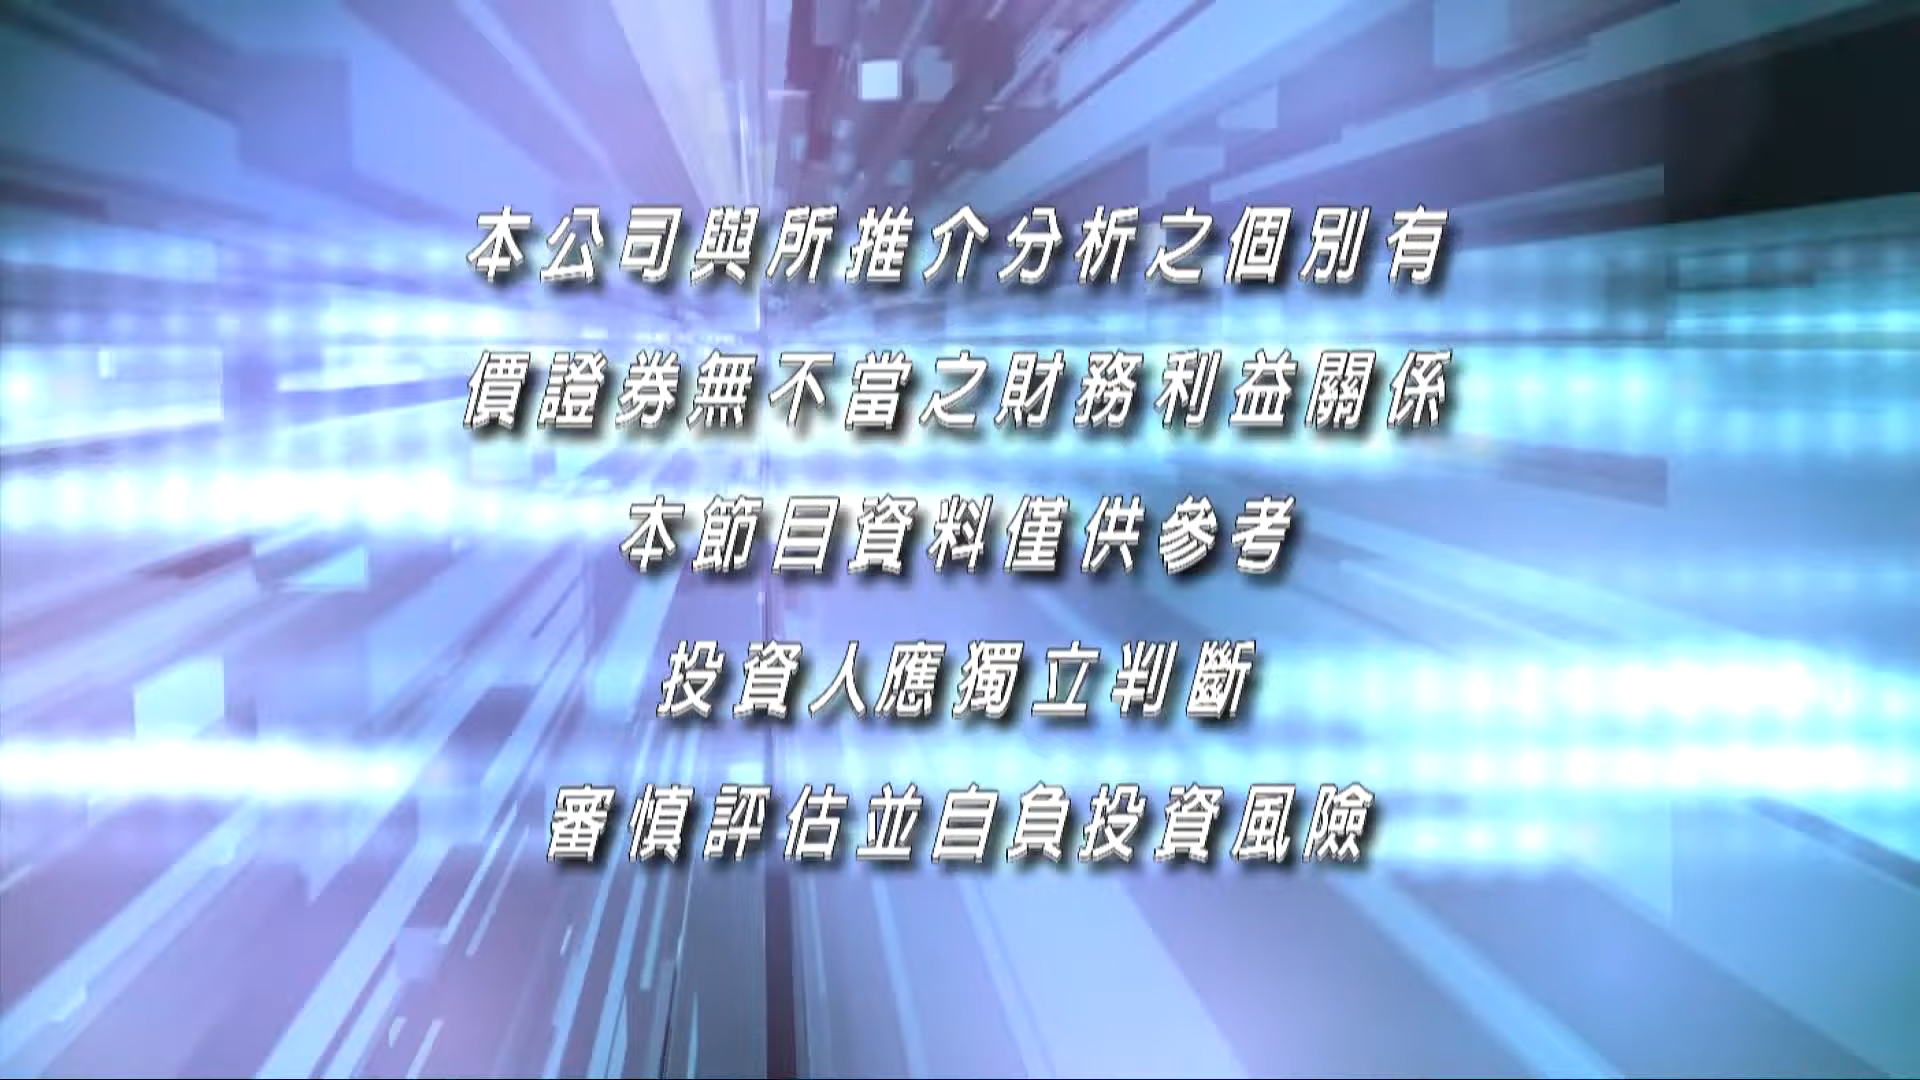 本公司與所推介分析之個別有
價證券無不當之財務利益關係
本節目資料僅供參考
投資人應獨立判斷
審慎評估並自負投資風險